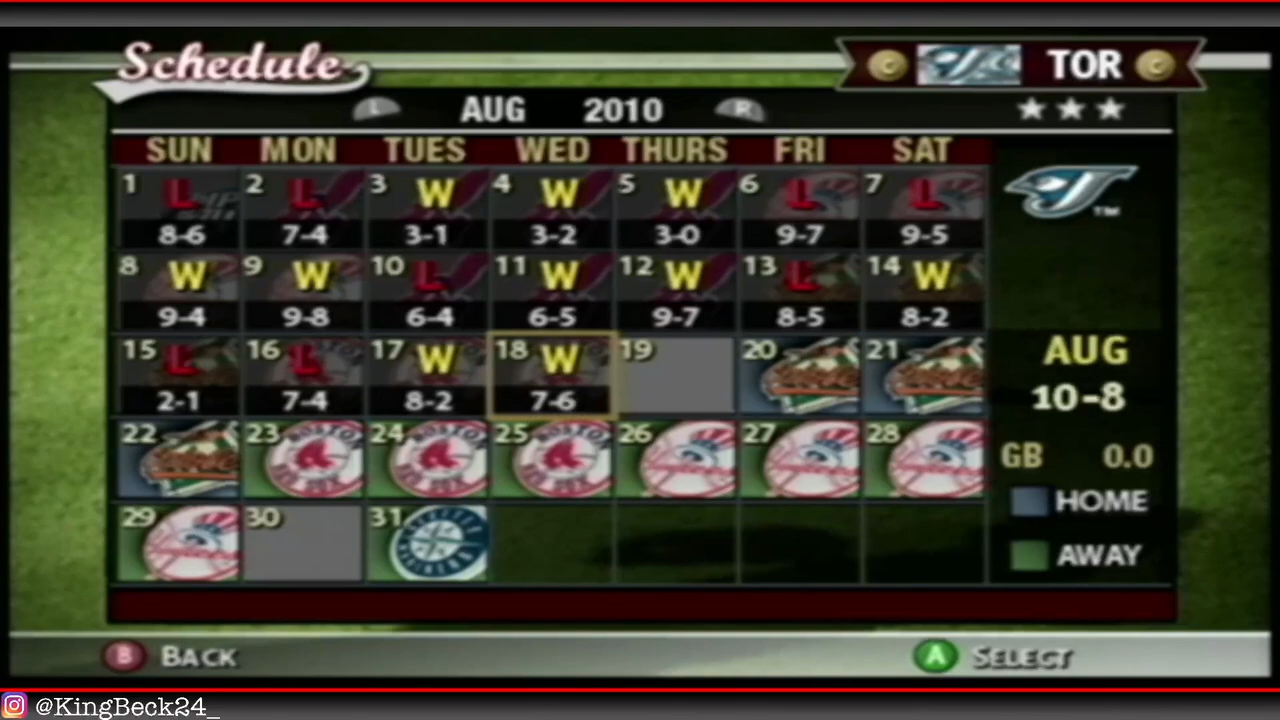 Schedule
C TOR C
L AUG 2010 R
SUN MON TUES WED THURS FRI SAT
1 L 2 L 3 W 4 W 5 W 6 L 7 L
8-6 7-4 3-1 3-2 3-0 9-7 9-5
8 W 9 W 10 L 11 W 12 W 13 L 14 W
9-4 9-8 6-4 6-5 9-7 8-5 8-2
15 L 16 L 17 W 18 W 19 20 21
2-1 7-4 8-2 7-6
22 23 24 25 26 27 28
29 30 31
TM
AUG
10-8
GB 0.0
HOME
AWAY
B BACK
A SELECT
@KingBeck24_